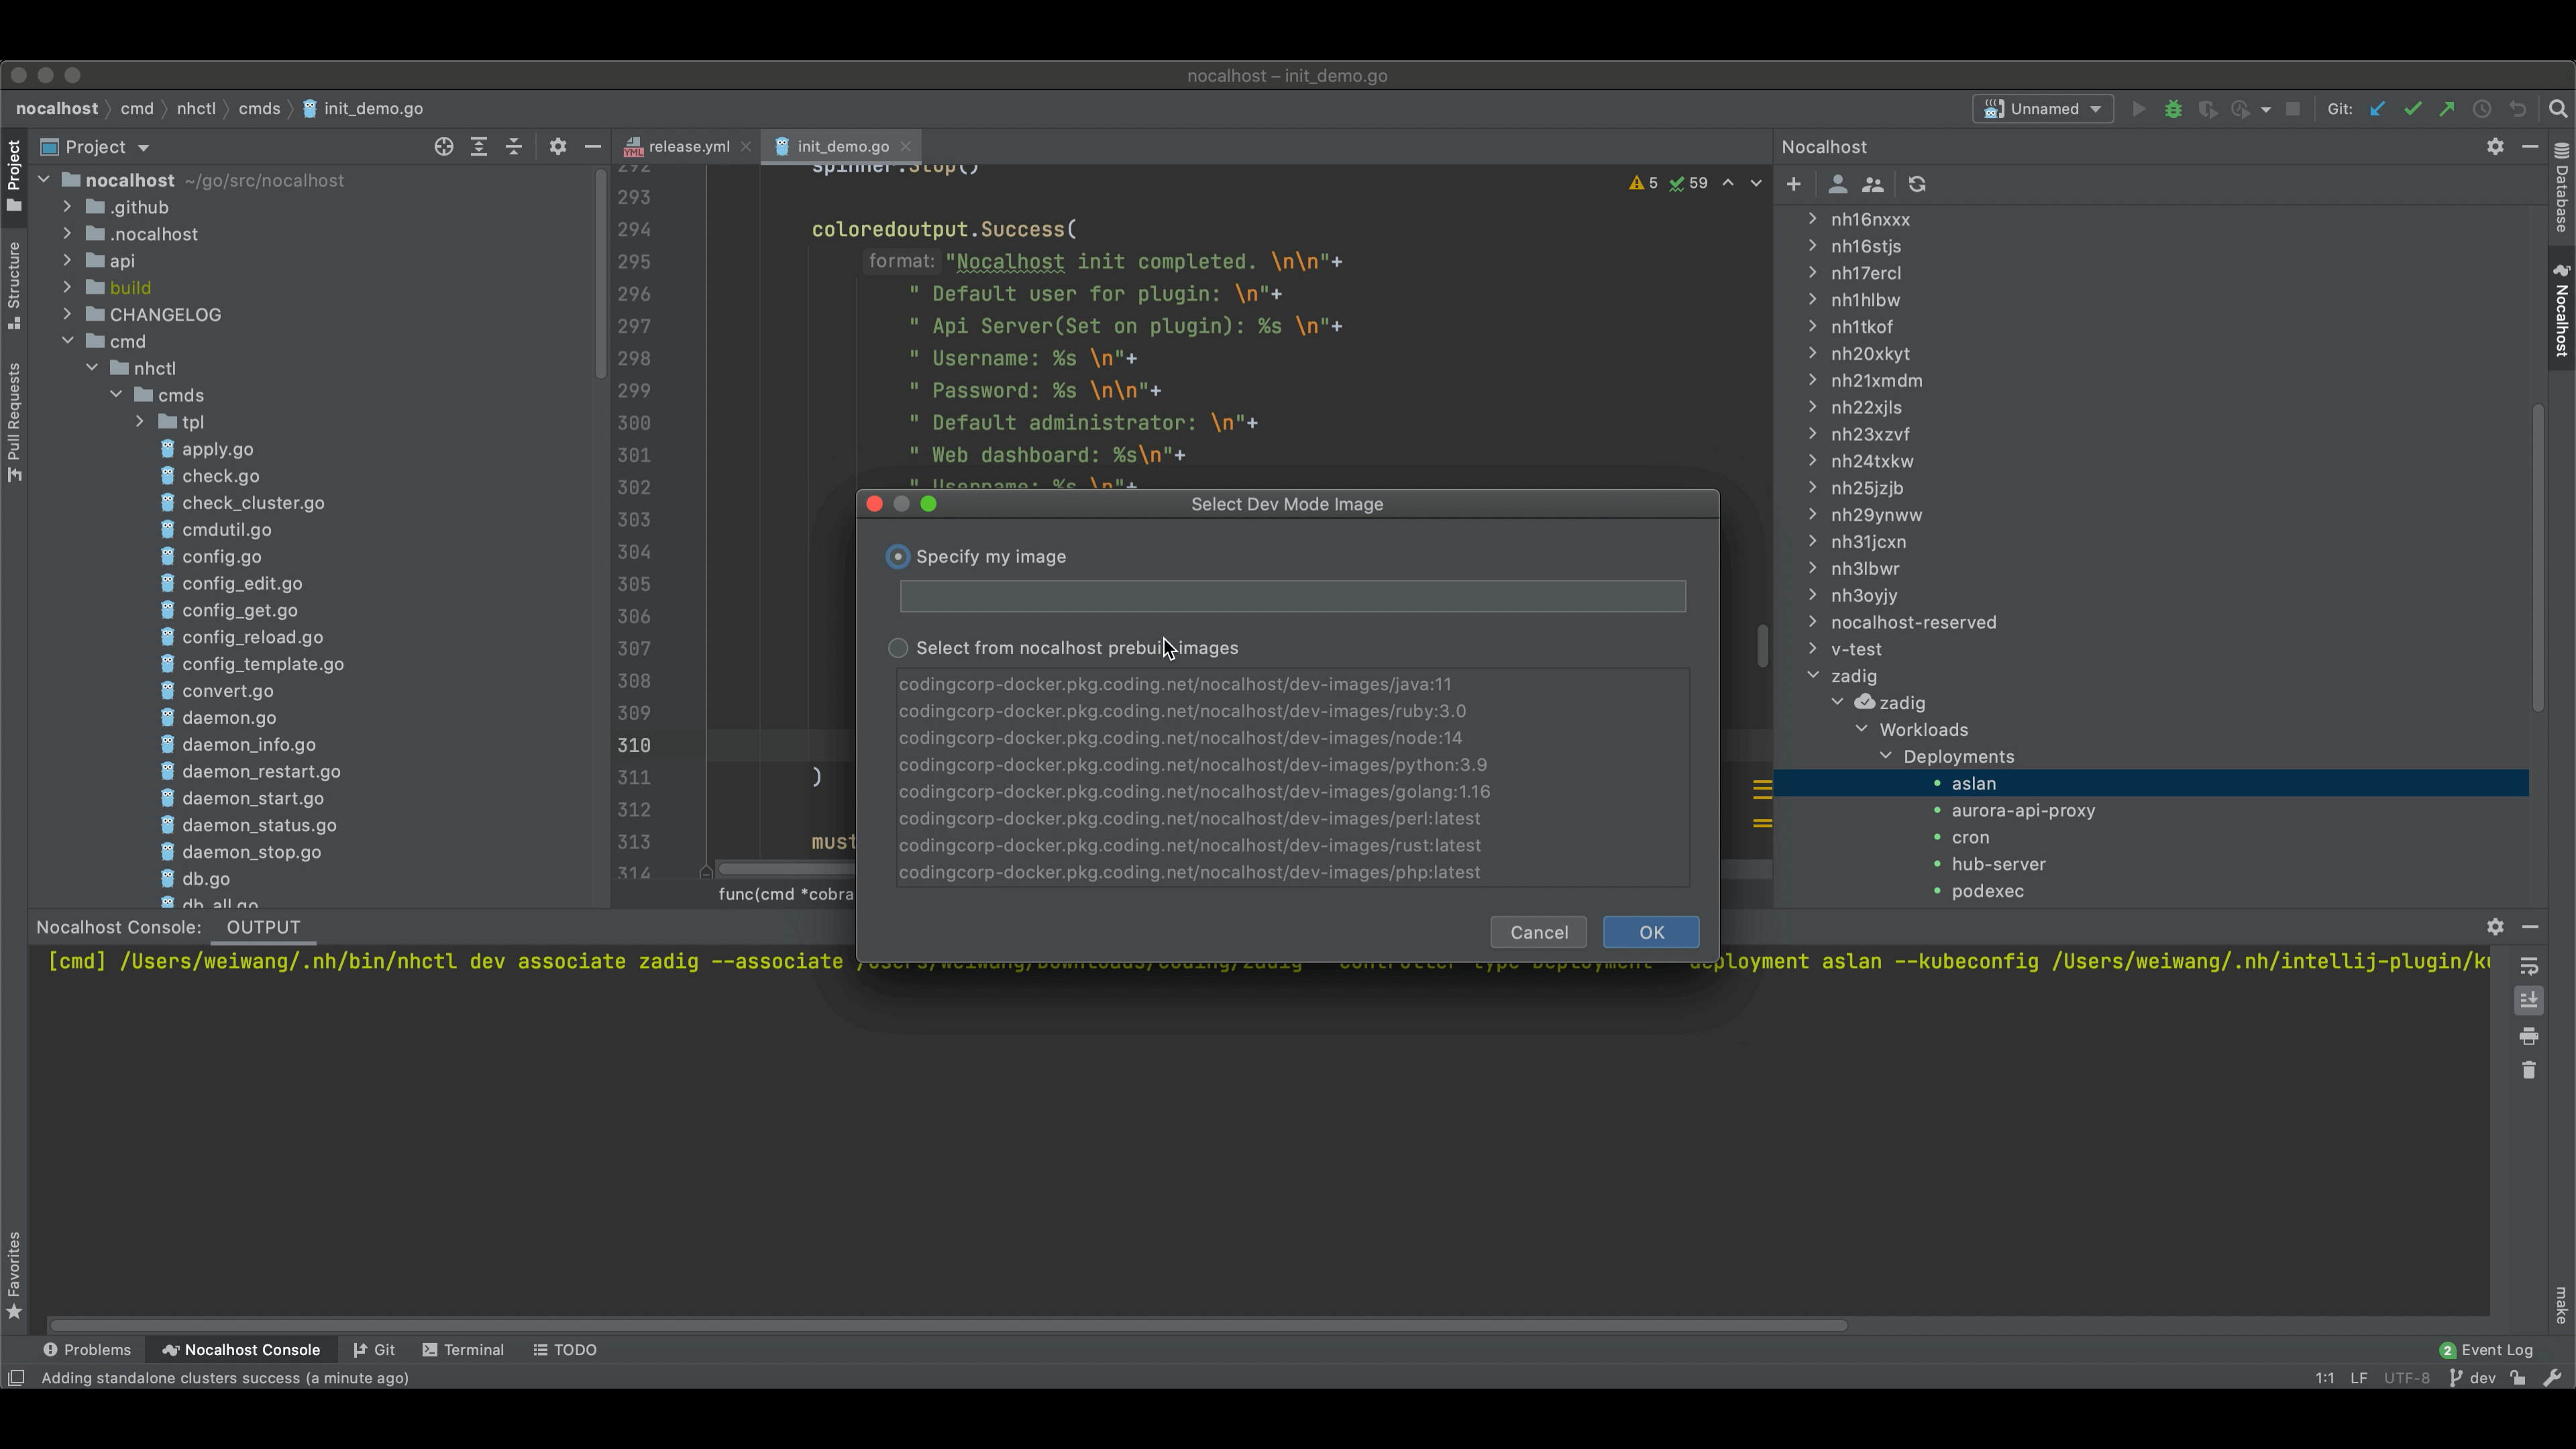 nocalhost – init_demo.go
nocalhost cmd nhctl cmds init_demo.go
Unnamed
Git:
Project
release.yml
init_demo.go
Nocalhost
nocalhost ~/go/src/nocalhost
.github
.nocalhost
api
build
CHANGELOG
cmd
nhctl
cmds
tpl
apply.go
check.go
check_cluster.go
cmdutil.go
config.go
config_edit.go
config_get.go
config_reload.go
config_template.go
convert.go
daemon.go
daemon_info.go
daemon_restart.go
daemon_start.go
daemon_status.go
daemon_stop.go
db.go
db_all.go
Project
Structure
Pull Requests
Favorites
5 59
292 spinner.Stop()
293
294 coloredoutput.Success(
295 format: "Nocalhost init completed. \n\n"+
296 " Default user for plugin: \n"+
297 " Api Server(Set on plugin): %s \n"+
298 " Username: %s \n"+
299 " Password: %s \n\n"+
300 " Default administrator: \n"+
301 " Web dashboard: %s\n"+
302 " Username: %s \n"+
303
304
305
306
307
308
309
310
311 )
312
313 must
314
func(cmd *cobra
Select Dev Mode Image
Specify my image
Select from nocalhost prebuil images
codingcorp-docker.pkg.coding.net/nocalhost/dev-images/java:11
codingcorp-docker.pkg.coding.net/nocalhost/dev-images/ruby:3.0
codingcorp-docker.pkg.coding.net/nocalhost/dev-images/node:14
codingcorp-docker.pkg.coding.net/nocalhost/dev-images/python:3.9
codingcorp-docker.pkg.coding.net/nocalhost/dev-images/golang:1.16
codingcorp-docker.pkg.coding.net/nocalhost/dev-images/perl:latest
codingcorp-docker.pkg.coding.net/nocalhost/dev-images/rust:latest
codingcorp-docker.pkg.coding.net/nocalhost/dev-images/php:latest
Cancel
OK
nh16nxxx
nh16stjs
nh17ercl
nh1hlbw
nh1tkof
nh20xkyt
nh21xmdm
nh22xjls
nh23xzvf
nh24txkw
nh25jzjb
nh29ynww
nh31jcxn
nh3lbwr
nh3oyjy
nocalhost-reserved
v-test
zadig
zadig
Workloads
Deployments
aslan
aurora-api-proxy
cron
hub-server
podexec
Database
Nocalhost
make
Nocalhost Console: OUTPUT
[cmd] /Users/weiwang/.nh/bin/nhctl dev associate zadig --associate /Users/weiwang/Downloads/coding/zadig --controller-type Deployment --deployment aslan --kubeconfig /Users/weiwang/.nh/intellij-plugin/ku
Problems
Nocalhost Console
Git
Terminal
TODO
2 Event Log
Adding standalone clusters success (a minute ago)
1:1 LF UTF-8 dev